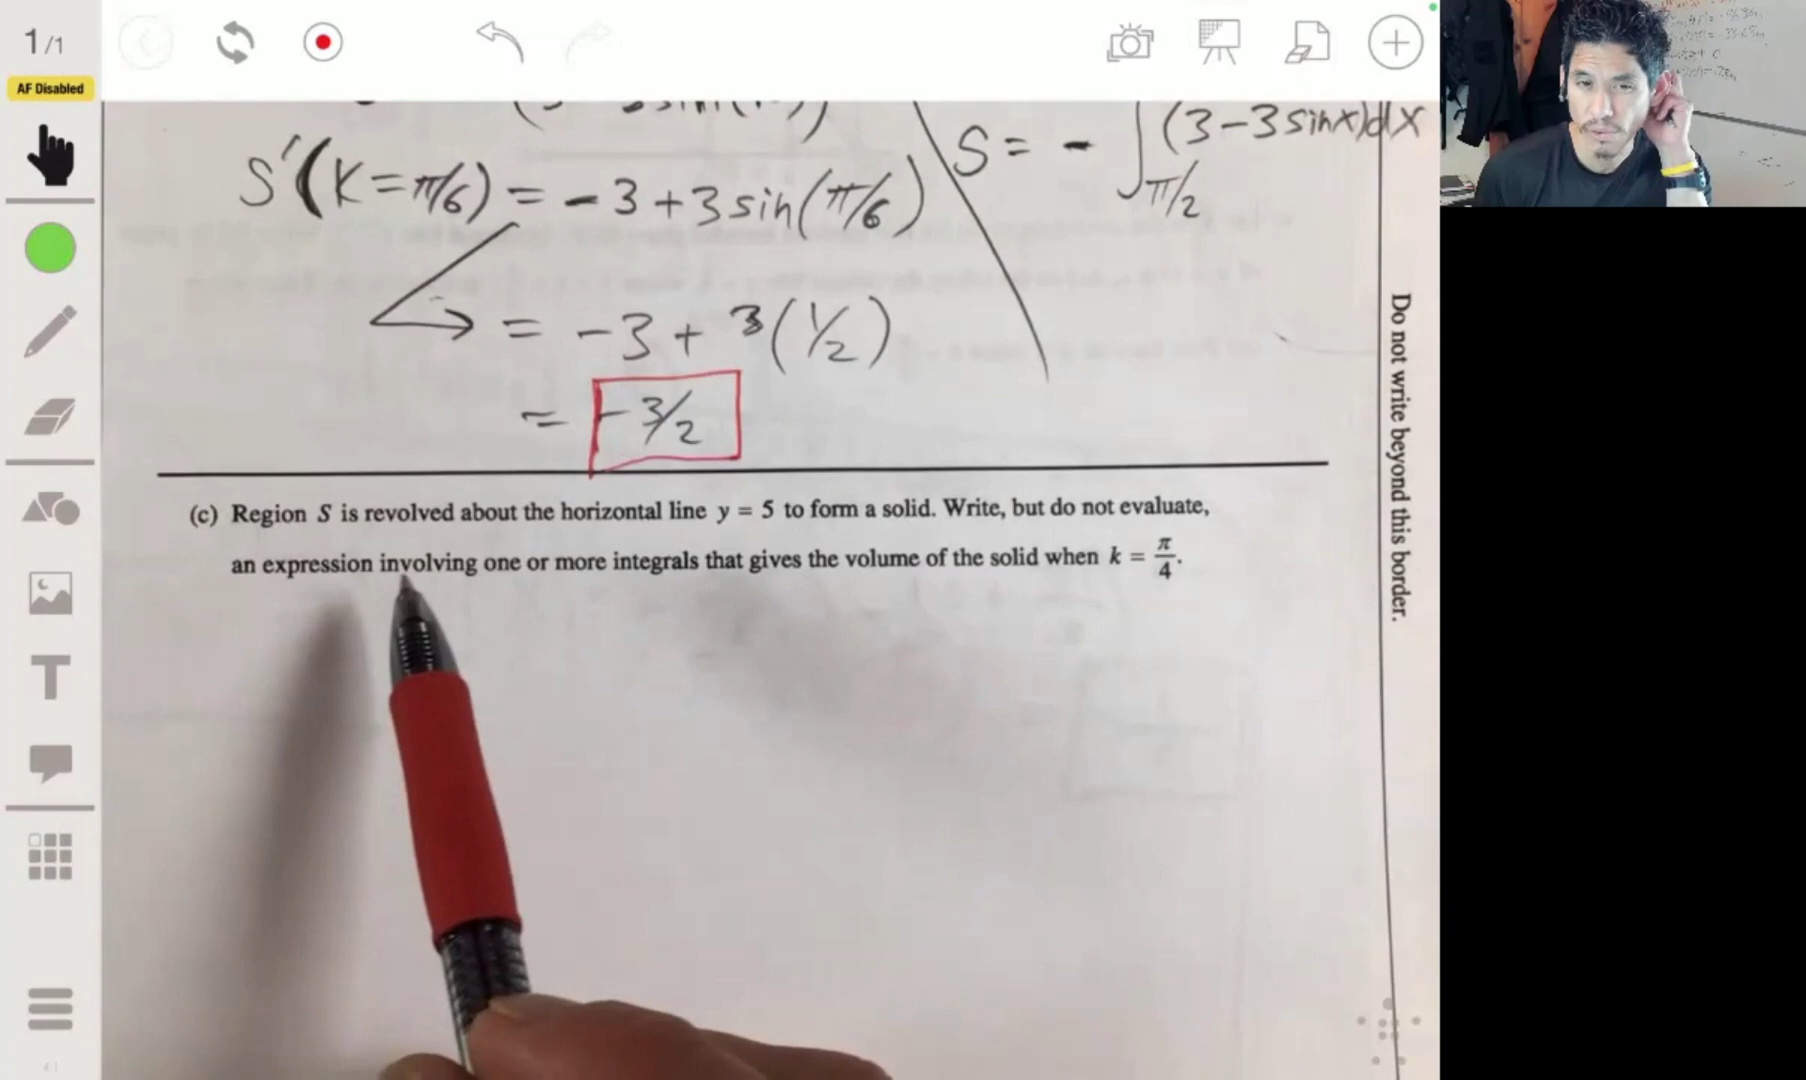 1/1
AF Disabled
S = - ∫ (3-3sinx)dx
π/2
S'(K=π/6) = -3+3sin(π/6)
= -3+ 3(1/2)
= -3/2
(c) Region S is revolved about the horizontal line y = 5 to form a solid. Write, but do not evaluate,
an expression involving one or more integrals that gives the volume of the solid when k = π/4.
Do not write beyond this border.
T